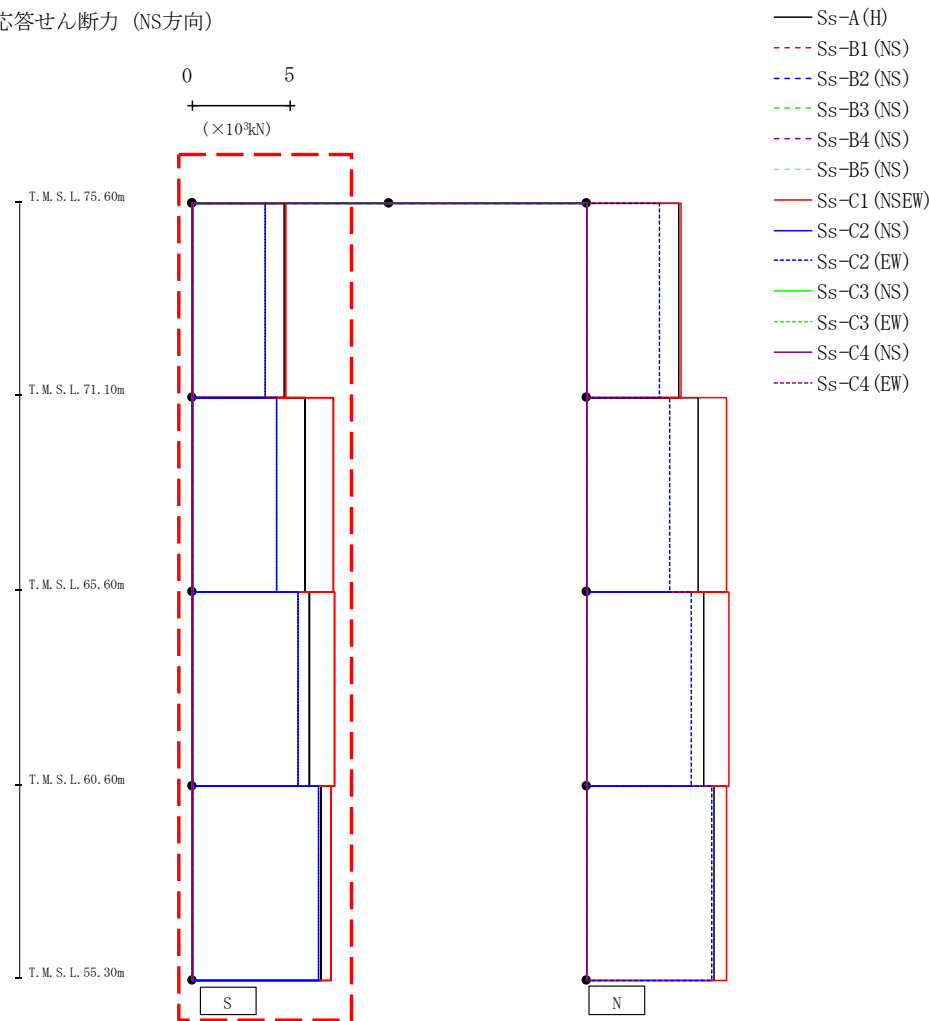 応答せん断力 (NS方向)
0 5
(×10³kN)
Ss-A(H)
Ss-B1(NS)
Ss-B2(NS)
Ss-B3(NS)
Ss-B4(NS)
Ss-B5(NS)
Ss-C1(NSEW)
Ss-C2(NS)
Ss-C2(EW)
Ss-C3(NS)
Ss-C3(EW)
Ss-C4(NS)
Ss-C4(EW)
T.M.S.L.75.60m
T.M.S.L.71.10m
T.M.S.L.65.60m
T.M.S.L.60.60m
T.M.S.L.55.30m
S
N